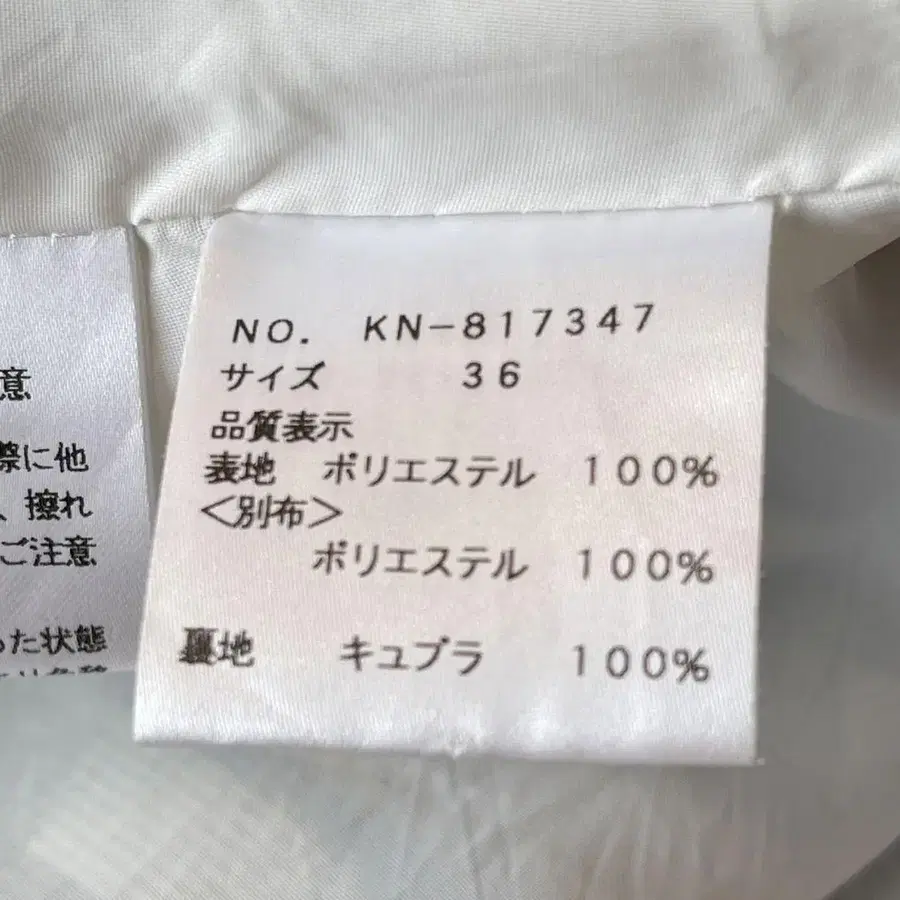 意
際に他
、擦れ
ご注意
った状態
NO. KN-817347
サイズ 36
品質表示
表地 ポリエステル 100%
<別布>
ポリエステル 100%
裏地 キュプラ 100%